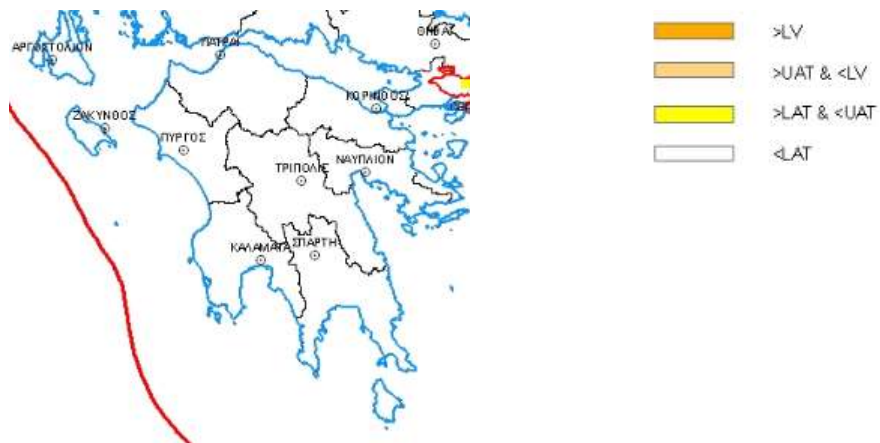 ΘΗΒΑΙ
ΠΑΤΡΑΙ
ΑΡΓΟΣΤΟΛΙΟΝ
ΚΟΡΙΝΘΟΣ
ΖΑΚΥΝΘΟΣ
ΠΥΡΓΟΣ
ΝΑΥΠΛΙΟΝ
ΤΡΙΠΟΛΙΣ
ΚΑΛΑΜΑΤΑ
ΣΠΑΡΤΗ
>LV
>UAT & <LV
>LAT & <UAT
<LAT